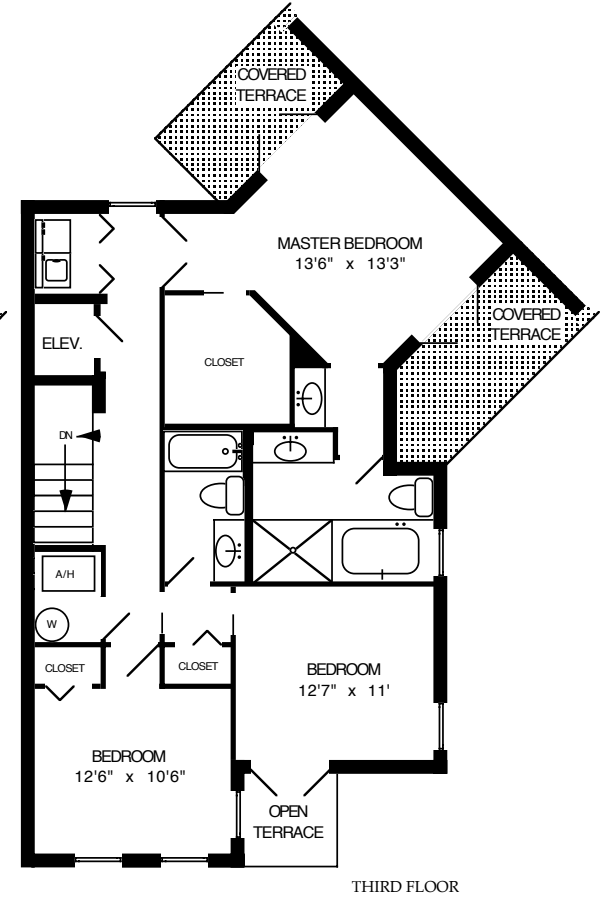 COVERED
TERRACE
MASTER BEDROOM
13'6" x 13'3"
COVERED
TERRACE
ELEV.
CLOSET
DN
A/H
W
CLOSET
CLOSET
BEDROOM
12'7" x 11'
BEDROOM
12'6" x 10'6"
OPEN
TERRACE
THIRD FLOOR